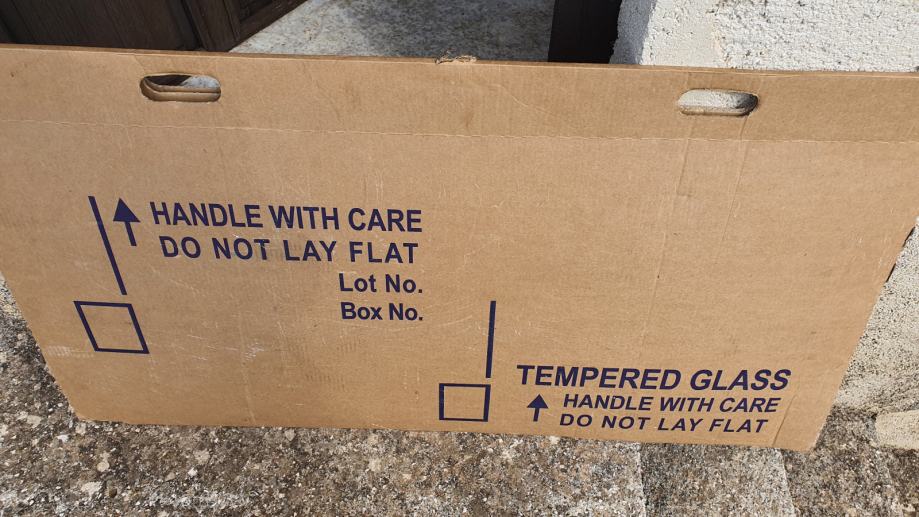 HANDLE WITH CARE
DO NOT LAY FLAT
Lot No.
Box No.
TEMPERED GLASS
HANDLE WITH CARE
DO NOT LAY FLAT